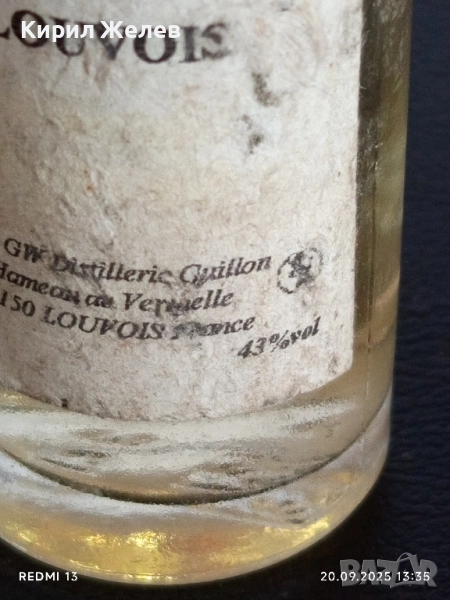 Кирил Желев
LOUVOIS
GW Distillerie Guillon
Hameau de Vertuelle
150 LOUVOIS France
43%vol
BAZAR
REDMI 13
20.09.2025 13:35